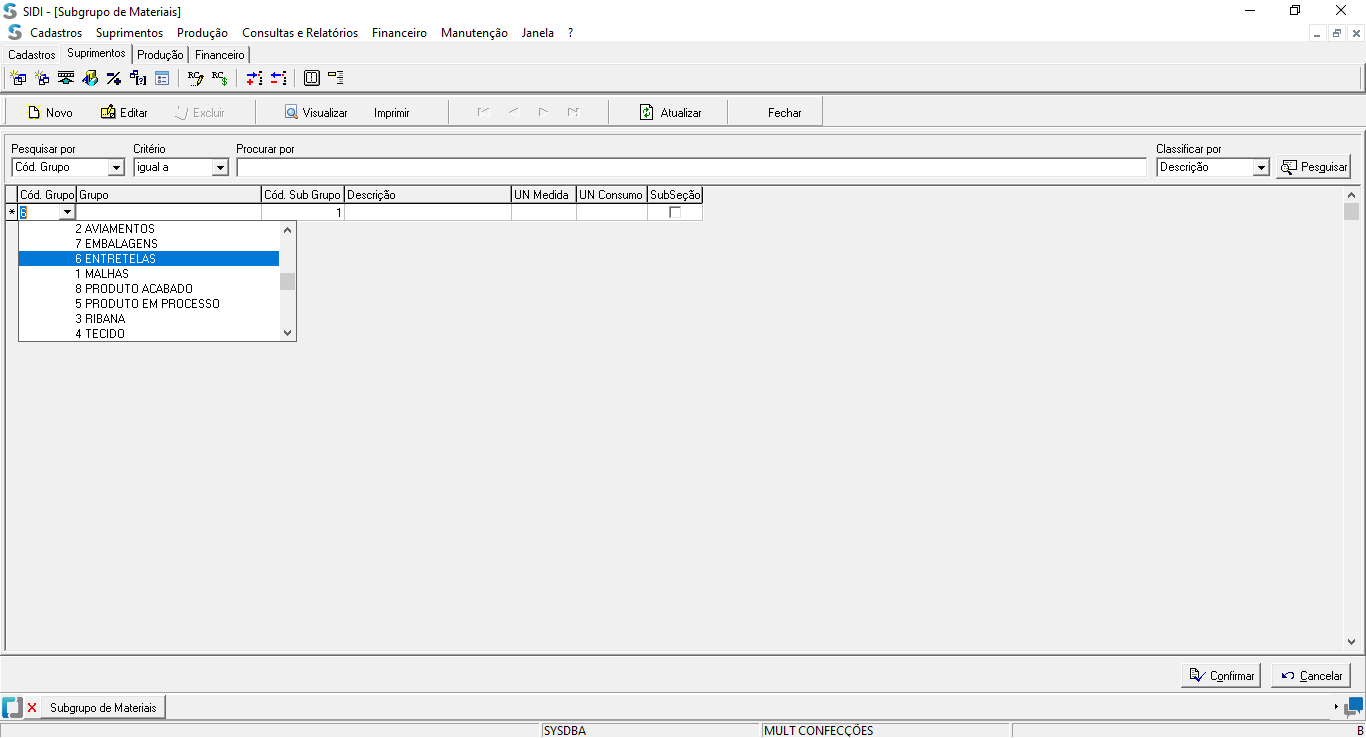 SIDI - [Subgrupo de Materiais]
Cadastros Suprimentos Produção Consultas e Relatórios Financeiro Manutenção Janela ?
Cadastros Suprimentos Produção Financeiro
Novo Editar Excluir Visualizar Imprimir Atualizar Fechar
Pesquisar por Critério Procurar por Classificar por
Cód. Grupo igual a Descrição Pesquisar
Cód. Grupo Grupo Cód. Sub Grupo Descrição UN Medida UN Consumo SubSeção
* 6 1
2 AVIAMENTOS
7 EMBALAGENS
6 ENTRETELAS
1 MALHAS
8 PRODUTO ACABADO
5 PRODUTO EM PROCESSO
3 RIBANA
4 TECIDO
Confirmar Cancelar
Subgrupo de Materiais
SYSDBA MULT CONFECÇÕES B